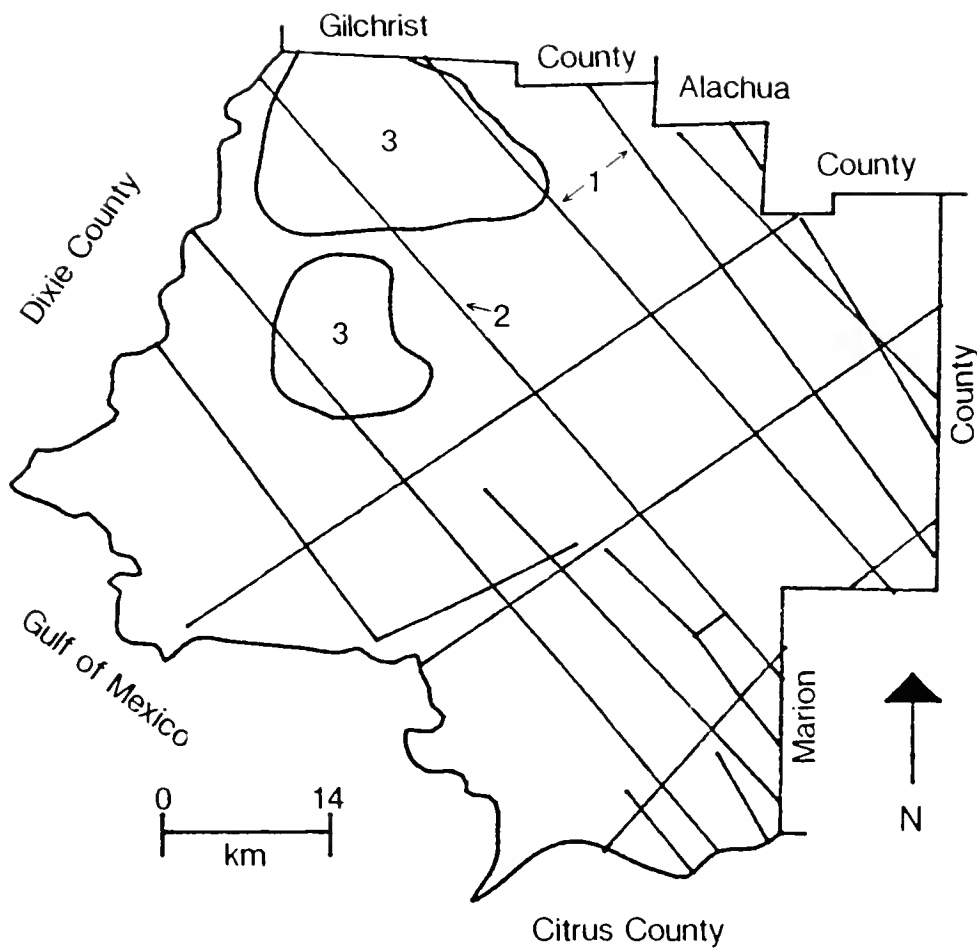 Gilchrist
County
Alachua
County
3
1
Dixie County
2
3
County
Gulf of Mexico
Marion
0 14
km
N
Citrus County